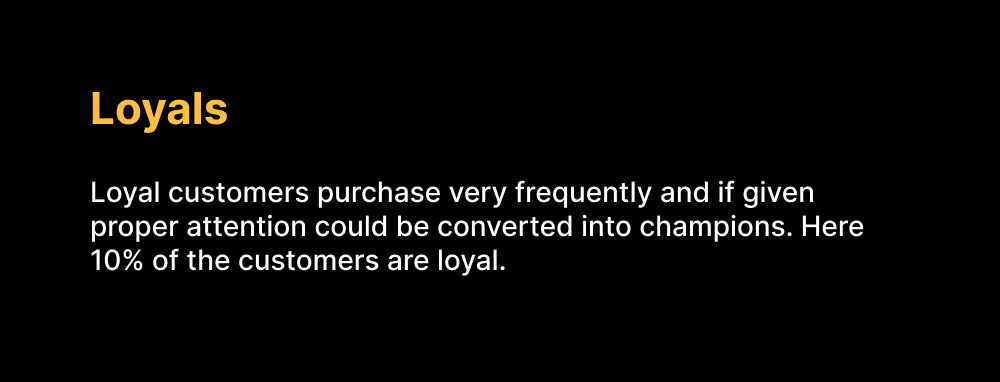 Loyals
Loyal customers purchase very frequently and if given
proper attention could be converted into champions. Here
10% of the customers are loyal.